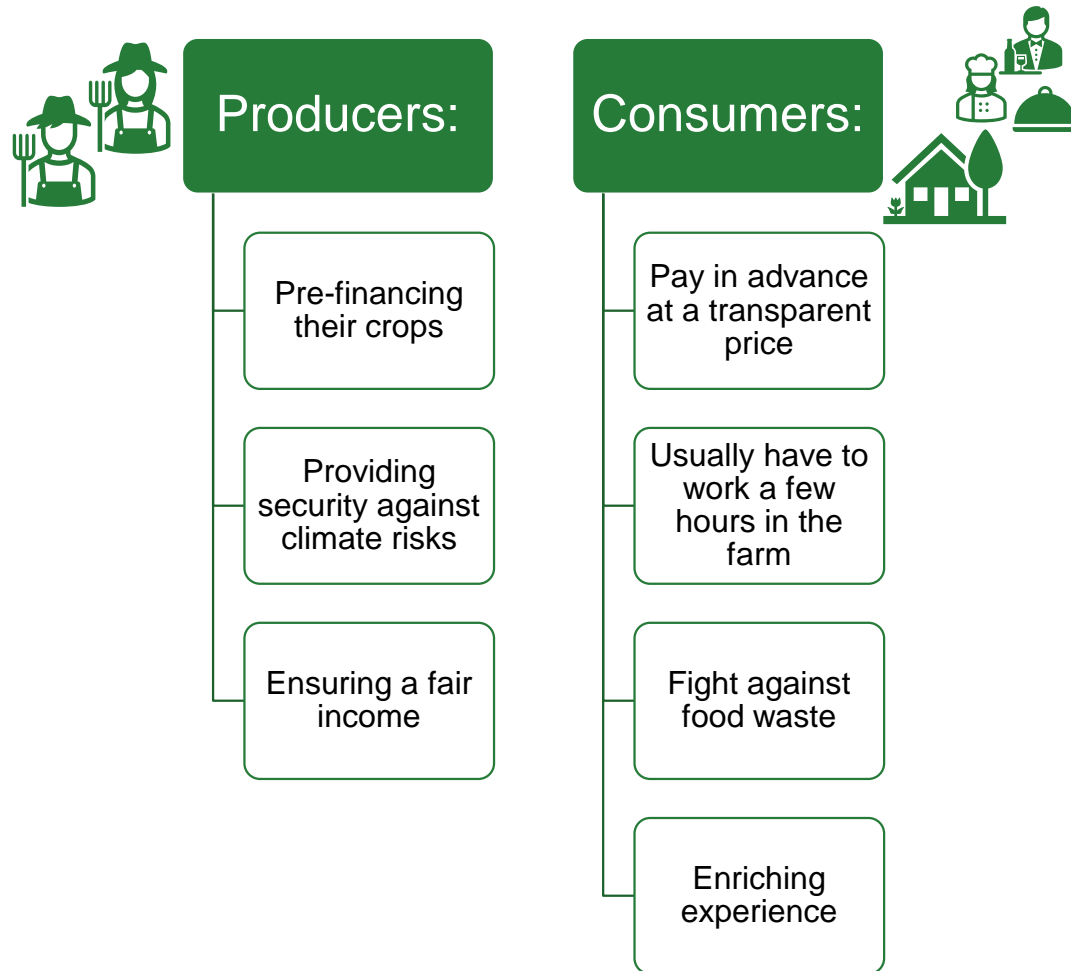 Producers:
Pre-financing
their crops
Providing
security against
climate risks
Ensuring a fair
income
Consumers:
Pay in advance
at a transparent
price
Usually have to
work a few
hours in the
farm
Fight against
food waste
Enriching
experience